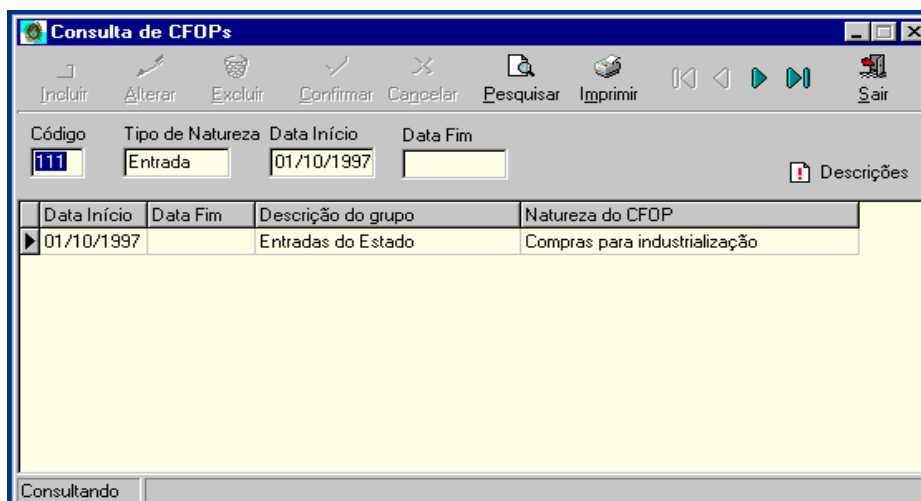 Consulta de CFOPs
Incluir Alterar Excluir Confirmar Cancelar Pesquisar Imprimir Sair
Código Tipo de Natureza Data Início Data Fim
111 Entrada 01/10/1997
Descrições
Data Início Data Fim Descrição do grupo Natureza do CFOP
01/10/1997 Entradas do Estado Compras para industrialização
Consultando